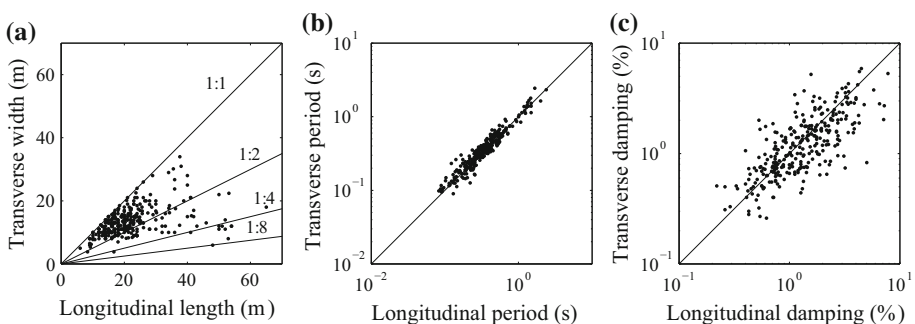 (a)
Transverse width (m)
60
40
20
0
1:1
1:2
1:4
1:8
0 20 40 60
Longitudinal length (m)
(b)
Transverse period (s)
10^1
10^0
10^-1
10^-2
10^-2 10^0
Longitudinal period (s)
(c)
Transverse damping (%)
10^1
10^0
10^-1
10^-1 10^0 10^1
Longitudinal damping (%)